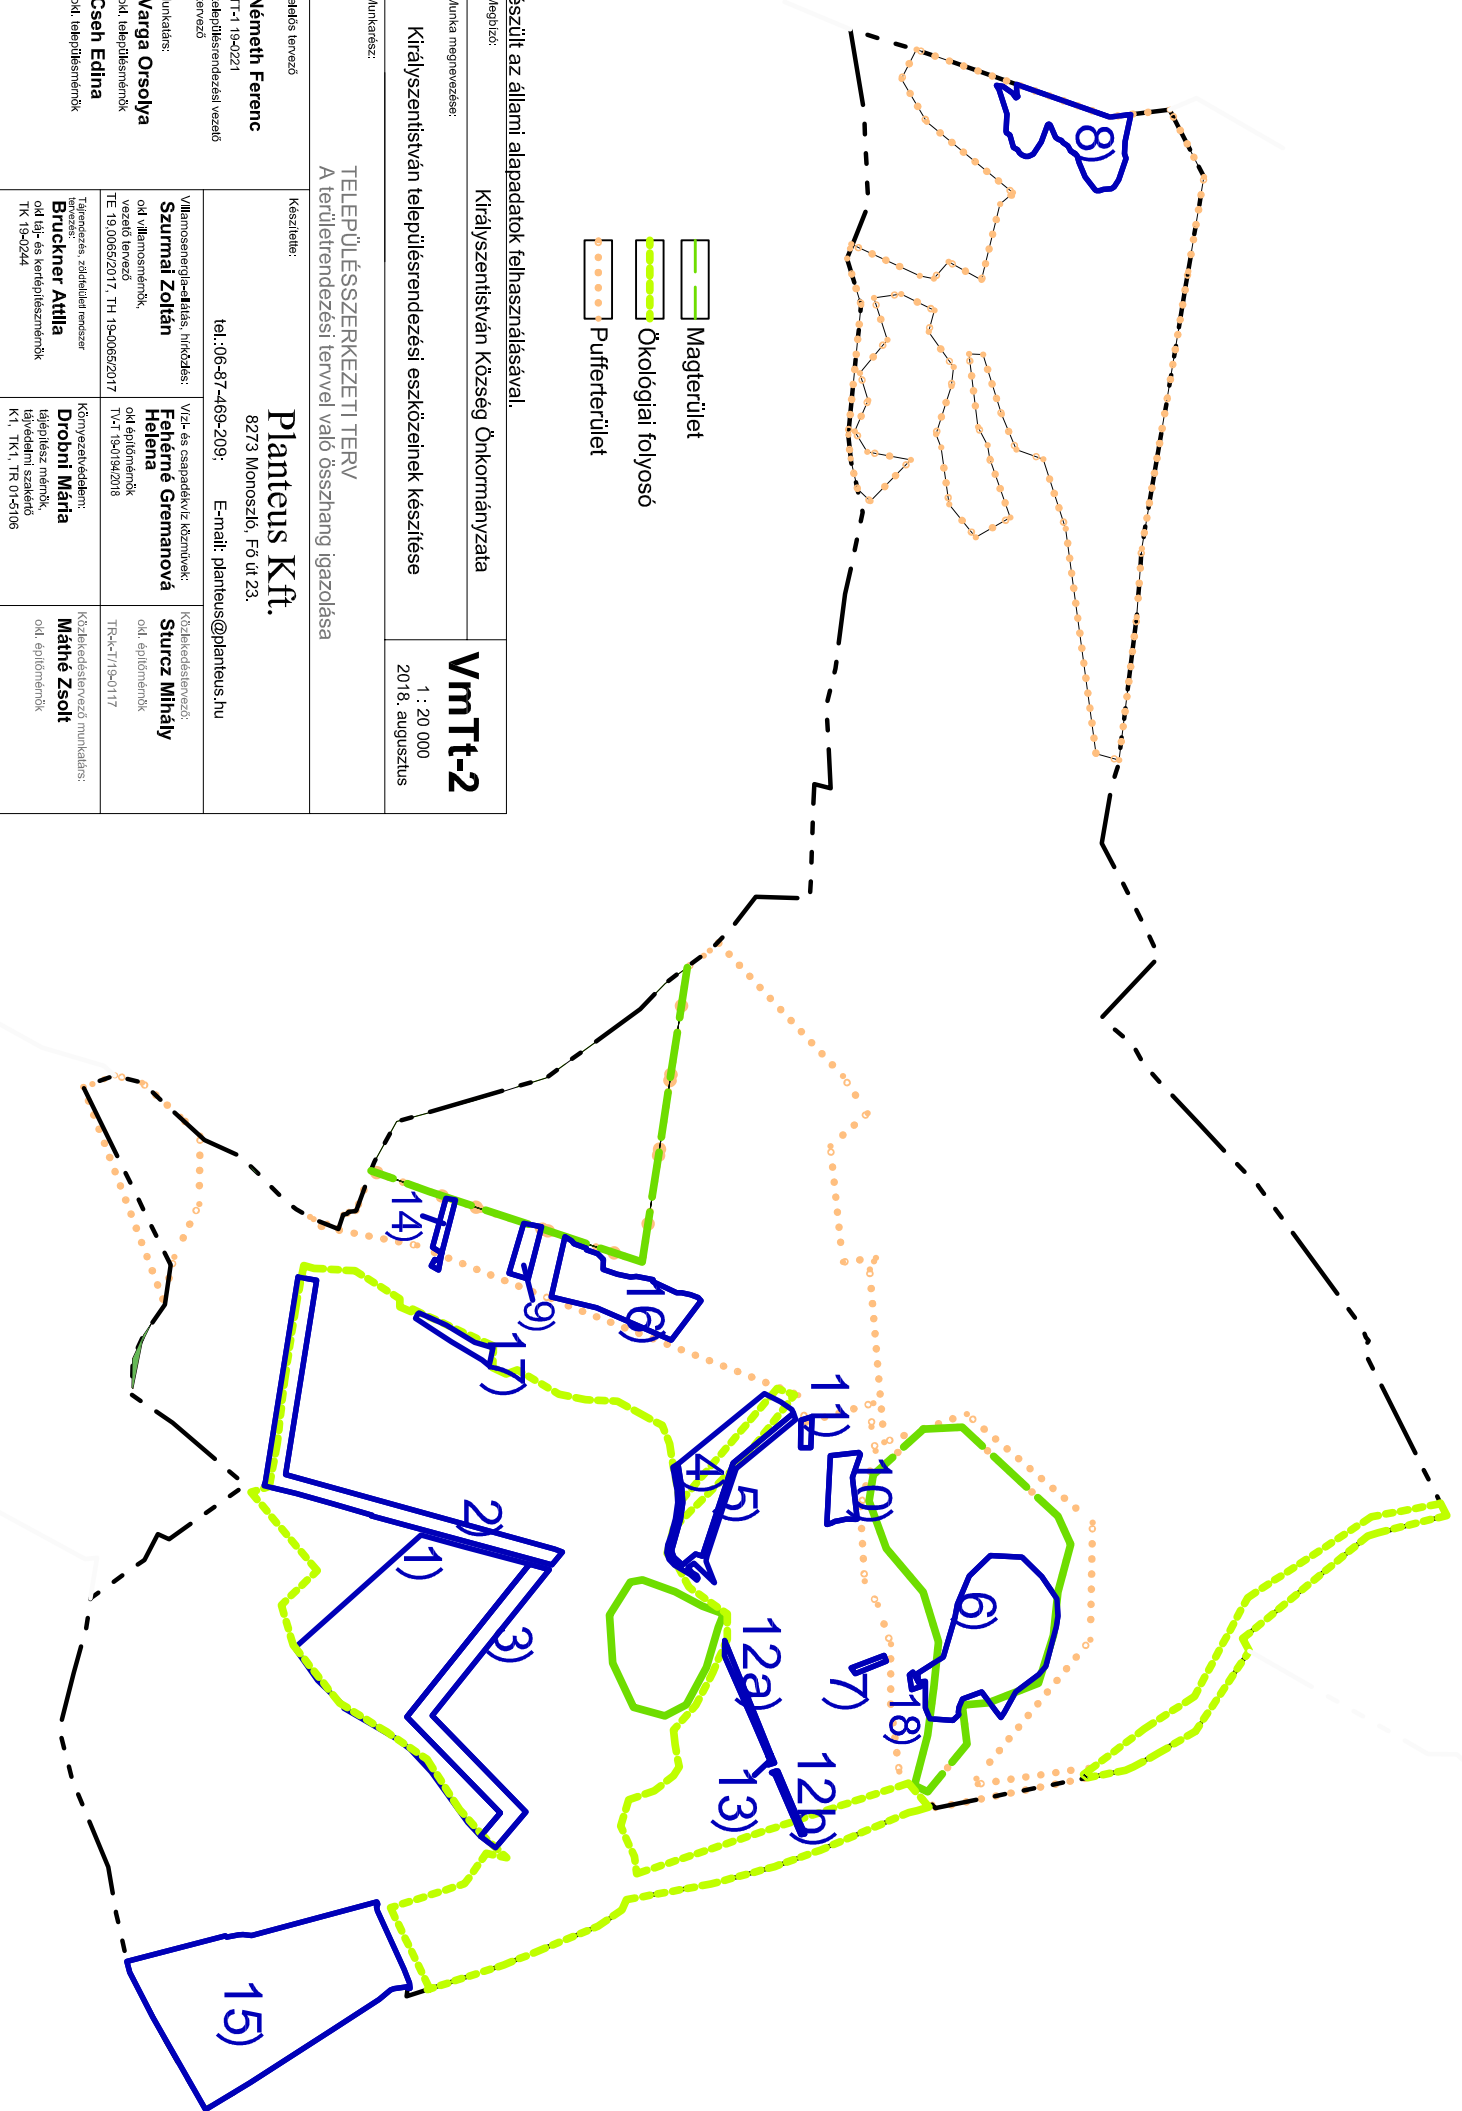 Magterület
Ökológiai folyosó
Pufferterület
észült az állami alapadatok felhasználásával.
Megbízó:
Királyszentistván Község Önkormányzata
Munka megnevezése:
Királyszentistván településrendezési eszközeinek készítése
VmTt-2
1 : 20 000
2018. augusztus
Munkarész:
TELEPÜLÉSSZERKEZETI TERV
A területrendezési tervvel való összhang igazolása
elelős tervező
Németh Ferenc
TT-1 19-0221
településrendezési vezető
tervező
Készítette:
Planteus Kft.
8273 Monoszló, Fő út 23.
tel.:06-87-469-209; E-mail: planteus@planteus.hu
unkatárs:
Varga Orsolya
okl. településmérnök
Cseh Edina
okl. településmérnök
Villamosenergia-ellátás, hírközlés:
Szurmai Zoltán
okl villamosmérnök,
vezető tervező
TE 19,0065/2017, TH 19-0065/2017
Vízi- és csapadékvíz közművek:
Fehérné Gremanová
Helena
okl építőmérnök
TV-T 19-0194/2018
Közlekedéstervező:
Sturcz Mihály
okl. építőmérnök
TR-k-T/19-0117
Tájrendezés, zöldfelületi rendszer
tervezés:
Bruckner Attila
okl táj- és kertépítészmérnök
TK 19-0244
Környezetvédelem:
Drobni Mária
tájépítész mérnök,
tájvédelmi szakértő
K1, TK1, TR 01-5106
Közlekedéstervező munkatárs:
Máthé Zsolt
okl. építőmérnök
8)
14)
9)
16)
17)
11)
10)
4)
5)
2)
1)
3)
6)
7)
18)
12a)
12b)
13)
15)